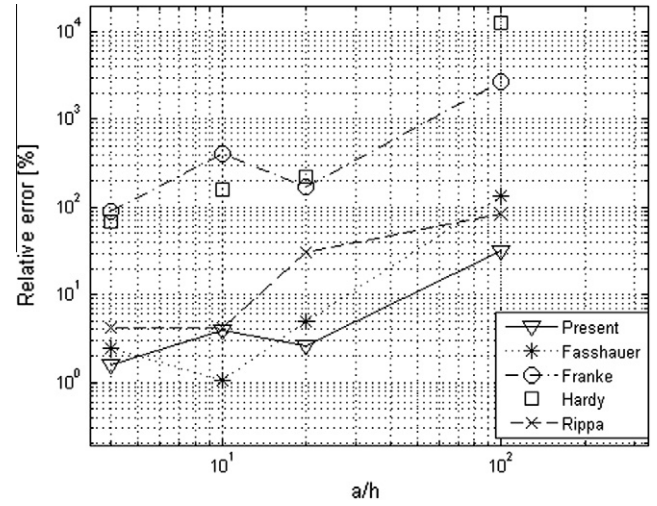 Relative error [%]
10^4
10^3
10^2
10^1
10^0
10^1
10^2
a/h
Present
Fasshauer
Franke
Hardy
Rippa